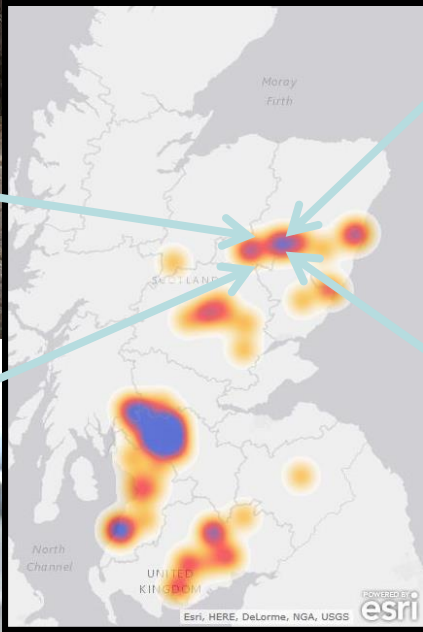 Moray
Firth
SCOTLAND
North
Channel
UNITED
KINGDOM
Esri, HERE, DeLorme, NGA, USGS
POWERED BY
esri